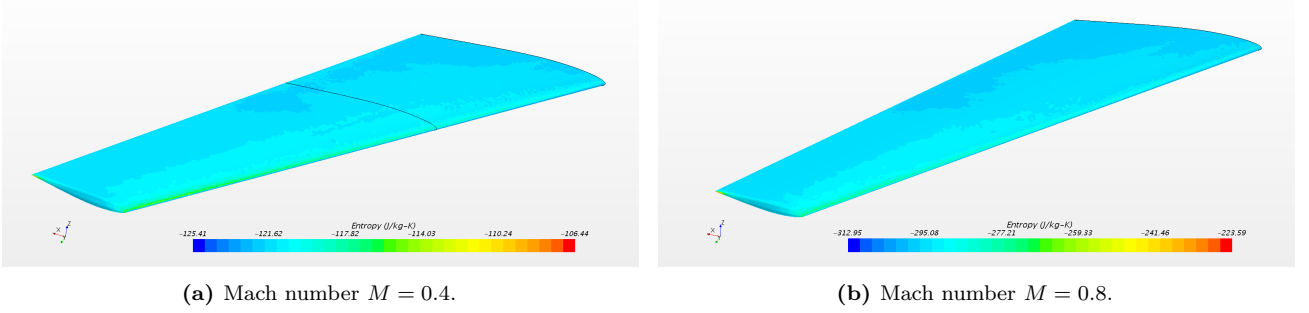 Entropy (J/kg-K)
-125.41 -121.62 -117.82 -114.03 -110.24 -106.44
Entropy (J/kg-K)
-312.95 -295.08 -277.21 -259.33 -241.46 -223.59
X Z
X Z
(a) Mach number M = 0.4.
(b) Mach number M = 0.8.